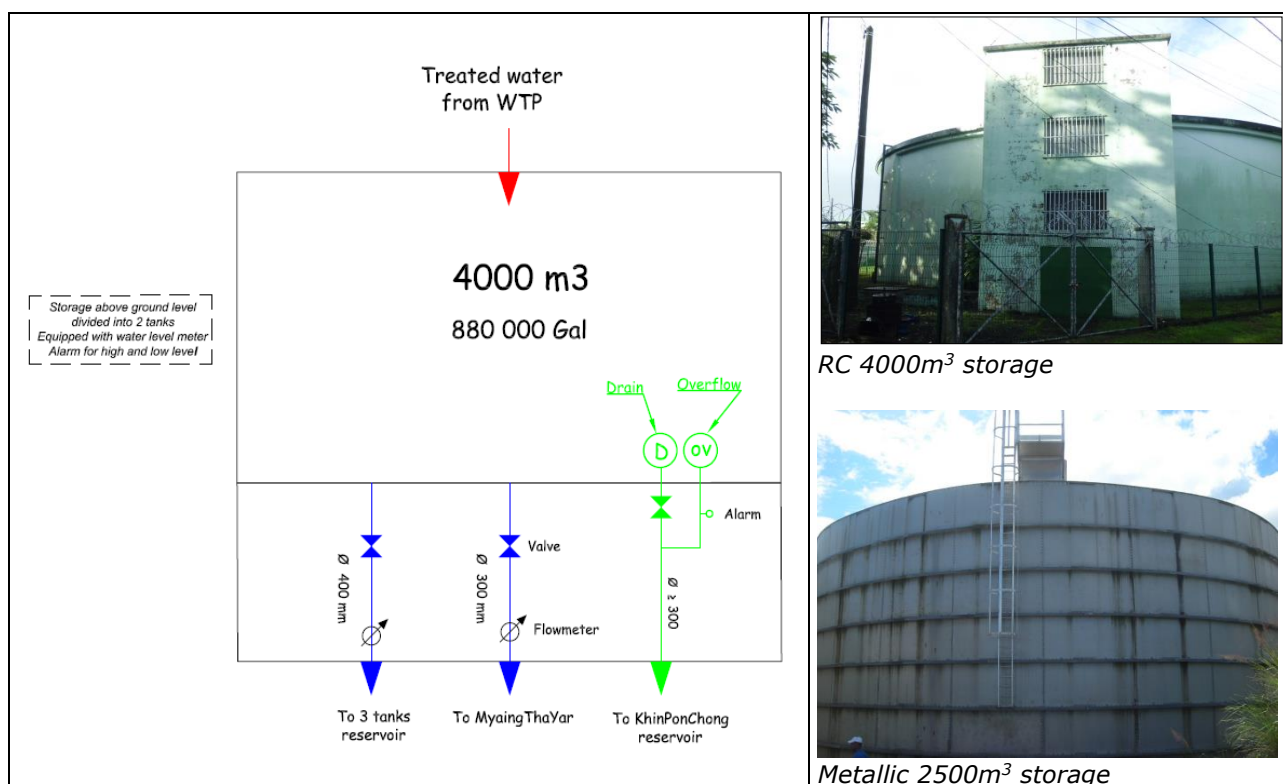 Treated water
from WTP
4000 m3
880 000 Gal
Storage above ground level
divided into 2 tanks
Equipped with water level meter
Alarm for high and low level
Drain
Overflow
D
OV
Alarm
Valve
Ø 400 mm
Ø 300 mm
Ø ≥ 300
Flowmeter
To 3 tanks
reservoir
To MyaingThaYar
To KhinPonChong
reservoir
RC 4000m³ storage
Metallic 2500m³ storage